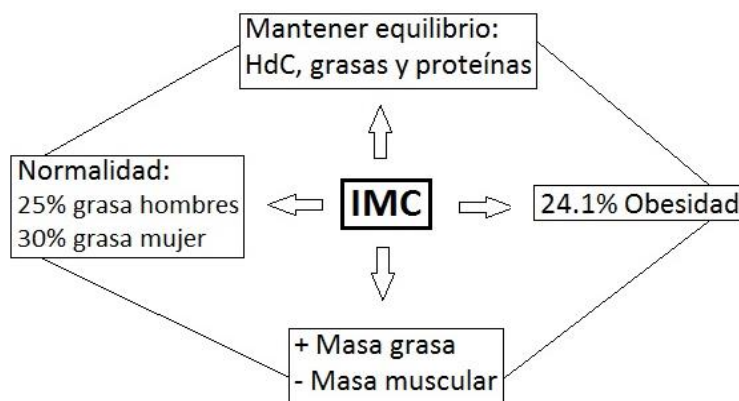 Mantener equilibrio:
HdC, grasas y proteínas
Normalidad:
25% grasa hombres
30% grasa mujer
IMC
24.1% Obesidad
+ Masa grasa
- Masa muscular